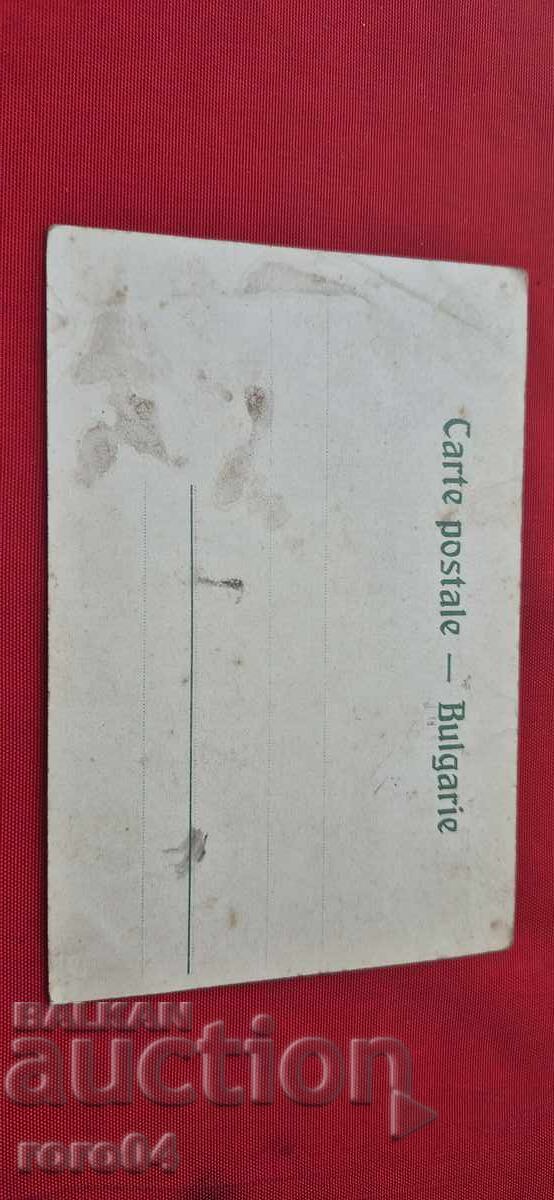 Carte postale — Bulgarie
BALKAN
auction
roro04